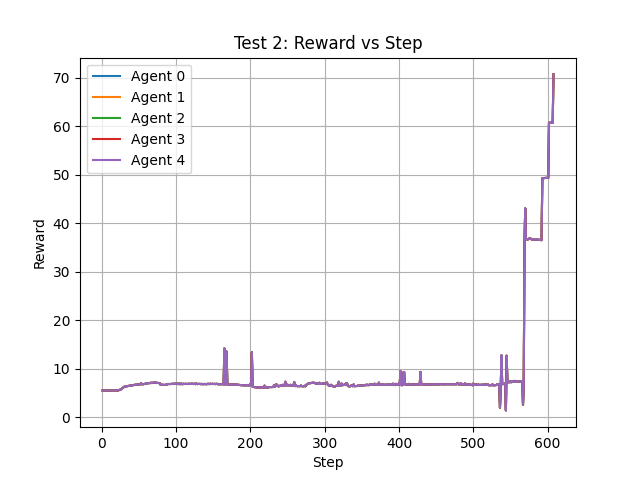 Test 2: Reward vs Step
Agent 0
Agent 1
Agent 2
Agent 3
Agent 4
70
60
50
40
30
20
10
0
Reward
0 100 200 300 400 500 600
Step